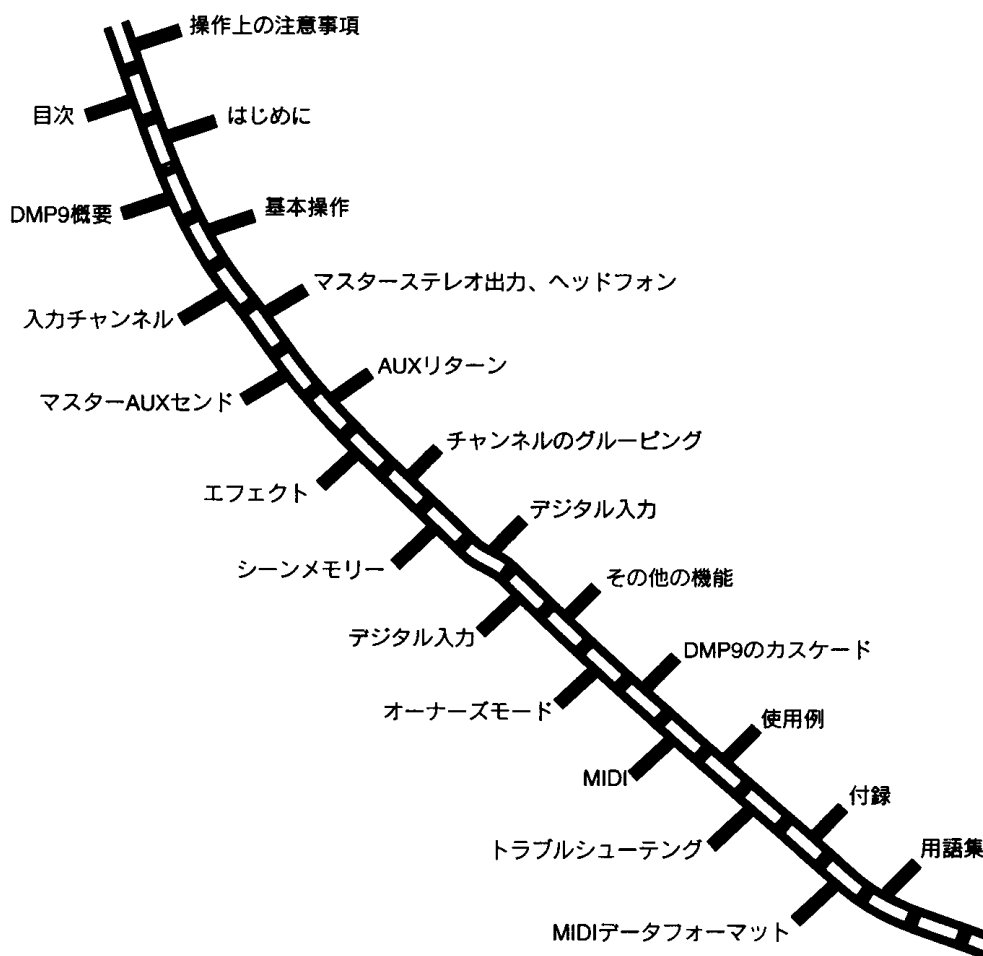 操作上の注意事項
目次
はじめに
DMP9概要
基本操作
マスターステレオ出力、ヘッドフォン
入力チャンネル
AUXリターン
マスターAUXセンド
チャンネルのグルーピング
エフェクト
デジタル入力
シーンメモリー
その他の機能
デジタル入力
DMP9のカスケード
オーナーズモード
使用例
MIDI
付録
トラブルシューテング
用語集
MIDIデータフォーマット